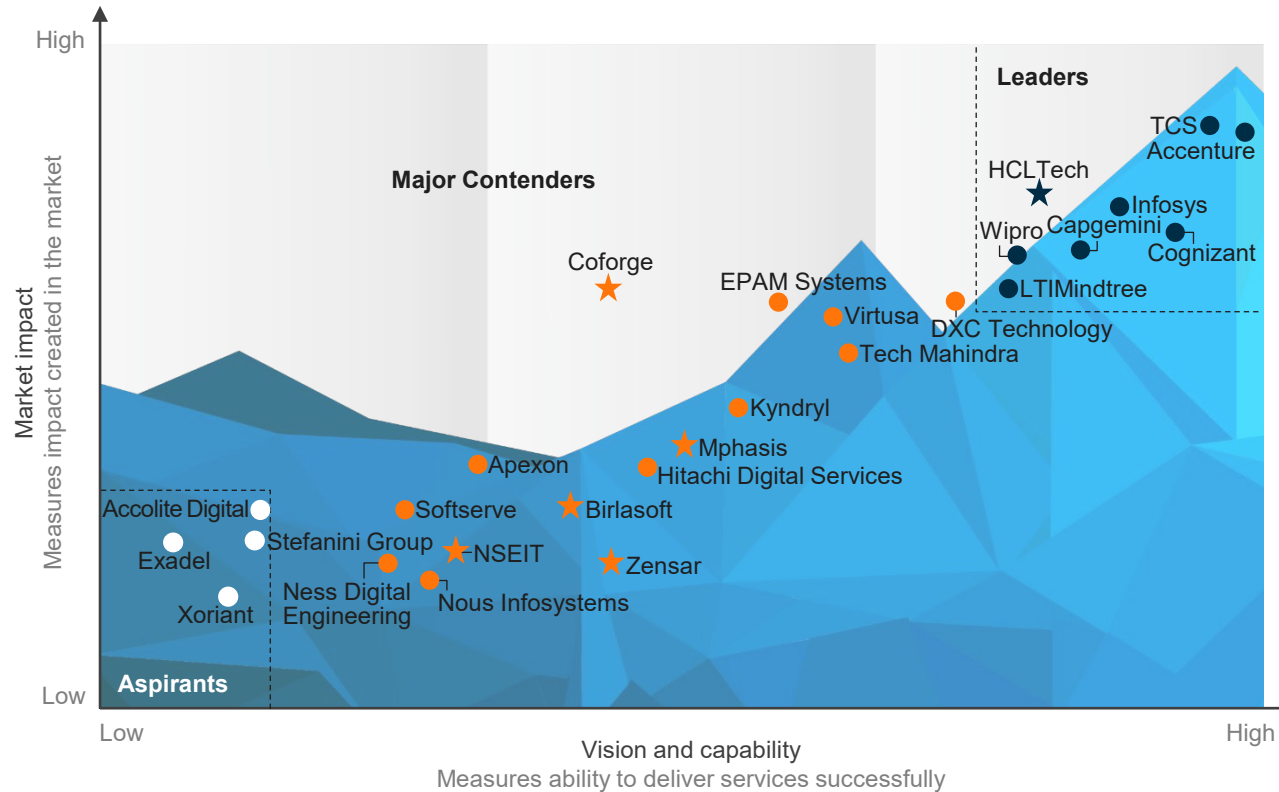 High
Leaders
TCS
Accenture
Major Contenders
HCLTech
Infosys
Wipro
Capgemini
Cognizant
Coforge
EPAM Systems
LTIMindtree
Virtusa
DXC Technology
Tech Mahindra
Market impact
Measures impact created in the market
Kyndryl
Mphasis
Apexon
Hitachi Digital Services
Accolite Digital
Softserve
Birlasoft
Stefanini Group
NSEIT
Exadel
Zensar
Ness Digital
Engineering
Nous Infosystems
Xoriant
Aspirants
Low
Low
High
Vision and capability
Measures ability to deliver services successfully